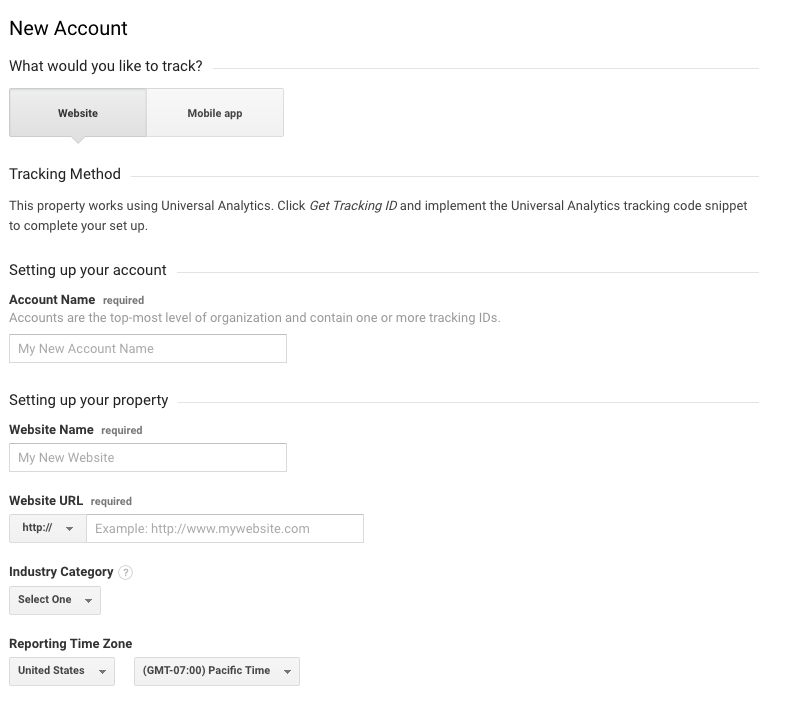 New Account
What would you like to track?
Website
Mobile app
Tracking Method
This property works using Universal Analytics. Click Get Tracking ID and implement the Universal Analytics tracking code snippet
to complete your set up.
Setting up your account
Account Name required
Accounts are the top-most level of organization and contain one or more tracking IDs.
My New Account Name
Setting up your property
Website Name required
My New Website
Website URL required
http:// Example: http://www.mywebsite.com
Industry Category ?
Select One
Reporting Time Zone
United States (GMT-07:00) Pacific Time